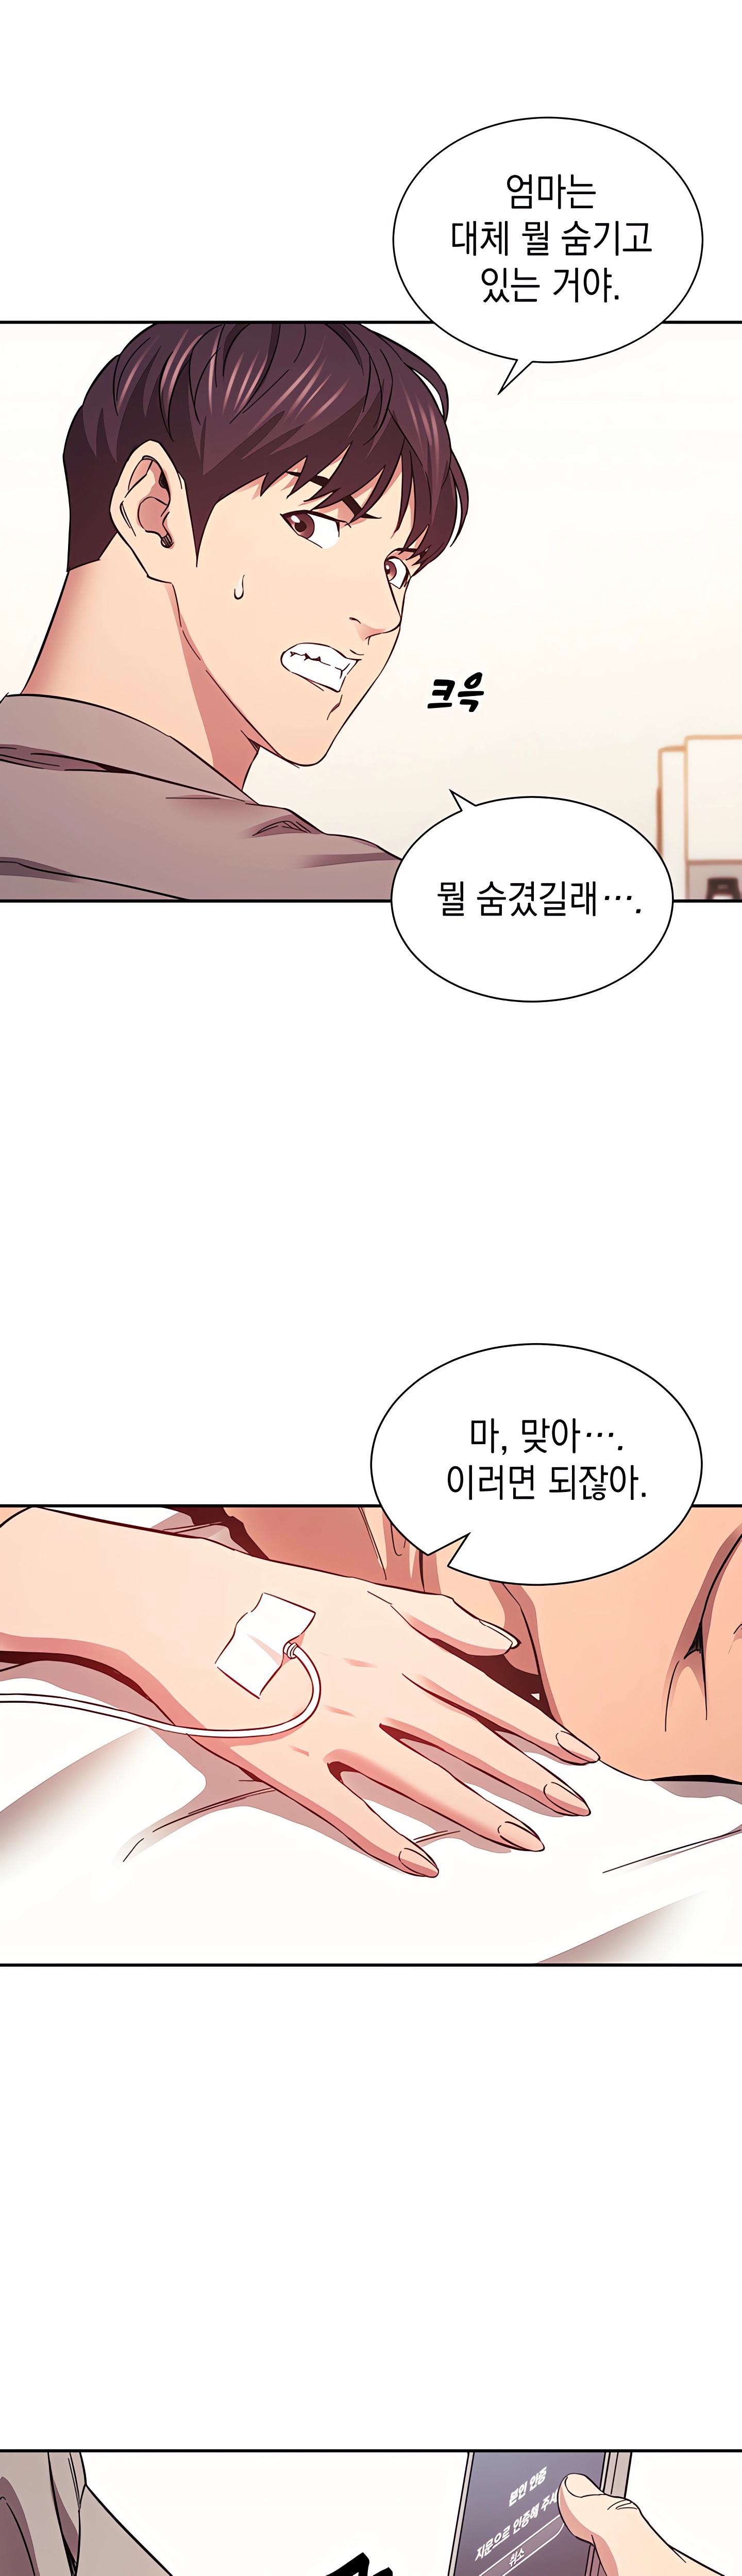 엄마는
대체 뭘 숨기고
있는 거야.
크윽
뭘 숨겼길래….
마, 맞아….
이러면 되잖아.
본인 인증
지문으로 인증해 주세
취소